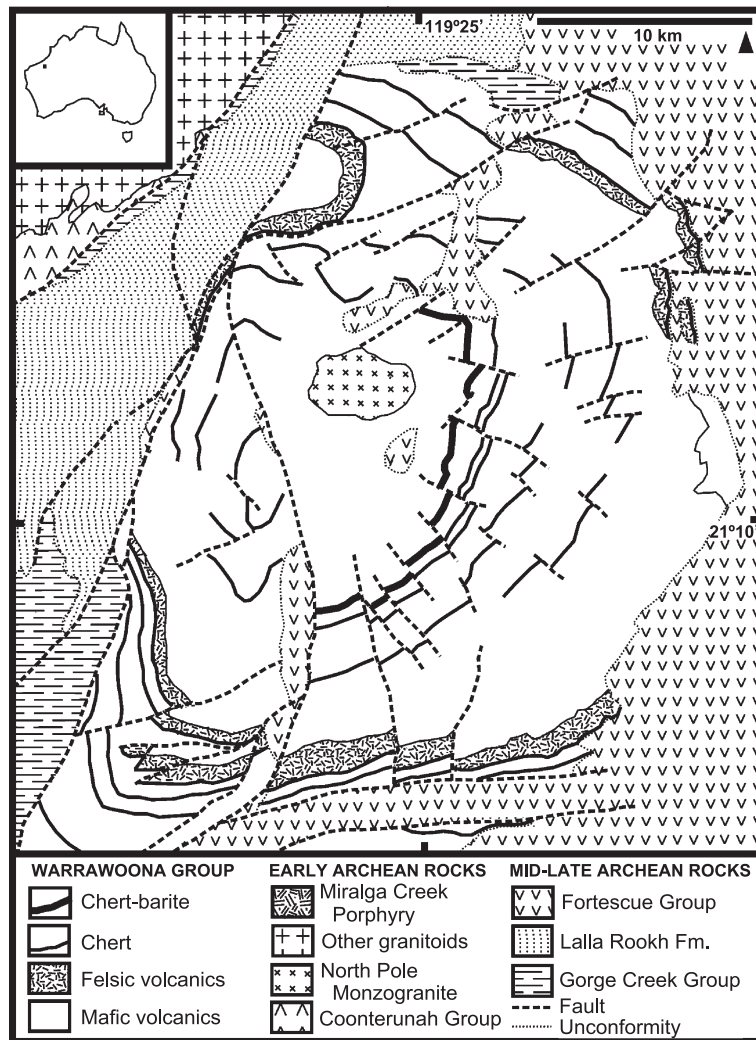 119º25’
10 km
21º10'
WARRAWOONA GROUP
Chert-barite
Chert
Felsic volcanics
Mafic volcanics
EARLY ARCHEAN ROCKS
Miralga Creek
Porphyry
Other granitoids
North Pole
Monzogranite
Coonterunah Group
MID-LATE ARCHEAN ROCKS
Fortescue Group
Lalla Rookh Fm.
Gorge Creek Group
Fault
Unconformity